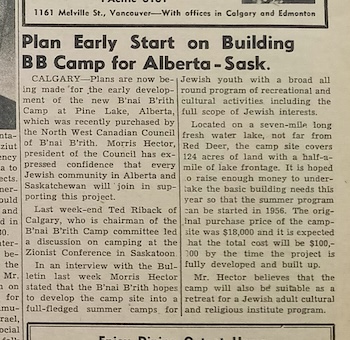 1161 Melville St., Vancouver—With offices in Calgary and Edmonton
Plan Early Start on Building
BB Camp for Alberta - Sask.
CALGARY—Plans are now be-
ing made for the early develop-
ment of the new B'nai B'rith
Camp at Pine Lake, Alberta,
which was recently purchased by
the North West Canadian Council
of B'nai B'rith. Morris Hector,
president of the Council has ex-
pressed confidence that every
Jewish community in Alberta and
Saskatchewan will join in sup-
porting this project.
Last week-end Ted Riback of
Calgary, who is chairman of the
B'nai B'rith Camp committee led
a discussion on camping at the
Zionist Conference in Saskatoon.
In an interview with the Bul-
letin last week Morris Hector
stated that the B'nai B'rith hopes
to develop the camp site into a
full-fledged summer camps for
Jewish youth with a broad all
round program of recreational and
cultural activities including the
full scope of Jewish interests.
Located on a seven-mile long
fresh water lake, not far from
Red Deer, the camp site covers
124 acres of land with a half-a-
mile of lake frontage. It is hoped
to raise enough money to under-
take the basic building needs this
year so that the summer program
can be started in 1956. The orig-
inal purchase price of the camp-
site was $18,000 and it is expected
that the total cost will be $100,-
000 by the time the project is
fully developed and built up.
Mr. Hector believes that the
camp will also be suitable as a
retreat for a Jewish adult cultural
and religious institute program.